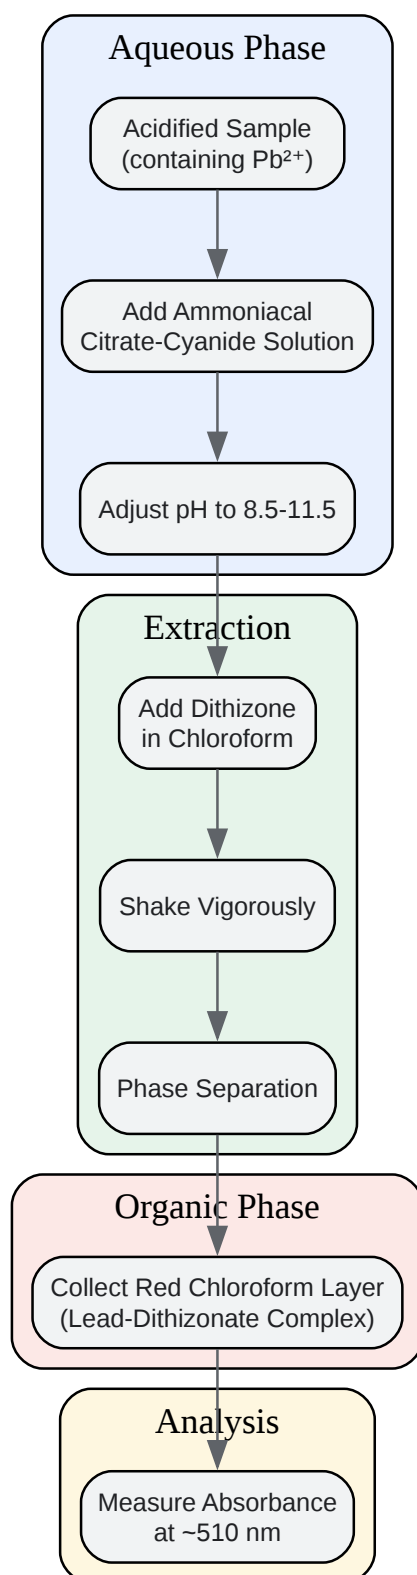 Aqueous Phase
Acidified Sample
(containing Pb²⁺)
Add Ammoniacal
Citrate-Cyanide Solution
Adjust pH to 8.5-11.5
Extraction
Add Dithizone
in Chloroform
Shake Vigorously
Phase Separation
Organic Phase
Collect Red Chloroform Layer
(Lead-Dithizonate Complex)
Analysis
Measure Absorbance
at ~510 nm